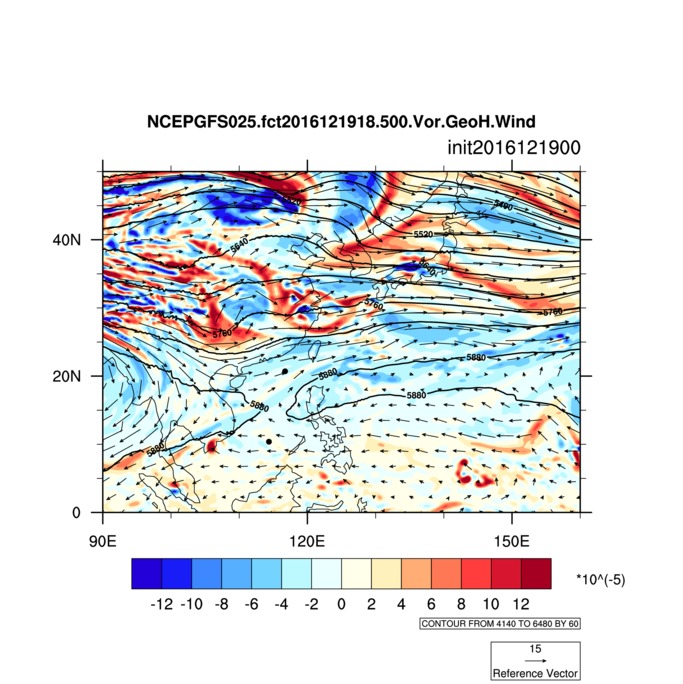 NCEPGFS025.fct2016121918.500.Vor.GeoH.Wind
init2016121900
5490
5520
40N
5640
5760
5760
5760
5880
20N
5880
5880
5880
5880
0
90E 120E 150E
-12 -10 -8 -6 -4 -2 0 2 4 6 8 10 12
*10^(-5)
CONTOUR FROM 4140 TO 6480 BY 60
15
Reference Vector